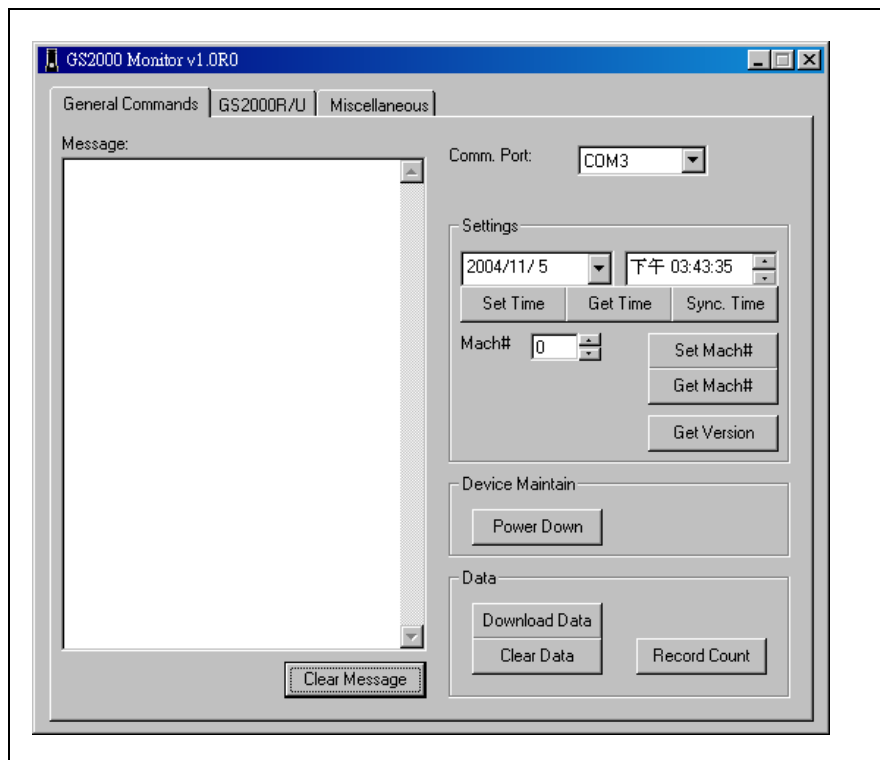 GS2000 Monitor v1.0R0
General Commands GS2000R/U Miscellaneous
Message:
Comm. Port: COM3
Settings
2004/11/ 5 下午 03:43:35
Set Time Get Time Sync. Time
Mach# 0 Set Mach#
Get Mach#
Get Version
Device Maintain
Power Down
Data
Download Data
Clear Data Record Count
Clear Message